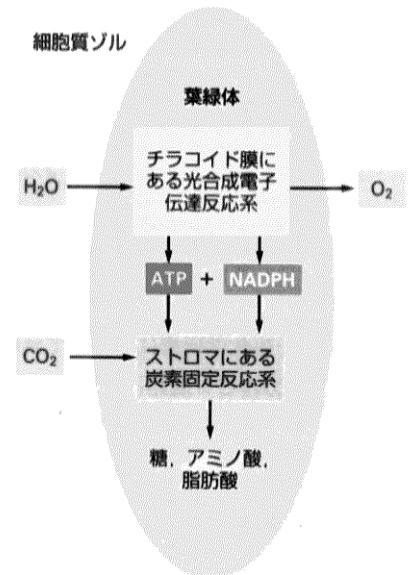 細胞質ゾル
葉緑体
チラコイド膜に
ある光合成電子
伝達反応系
H₂O
O₂
ATP + NADPH
CO₂
ストロマにある
炭素固定反応系
糖, アミノ酸,
脂肪酸